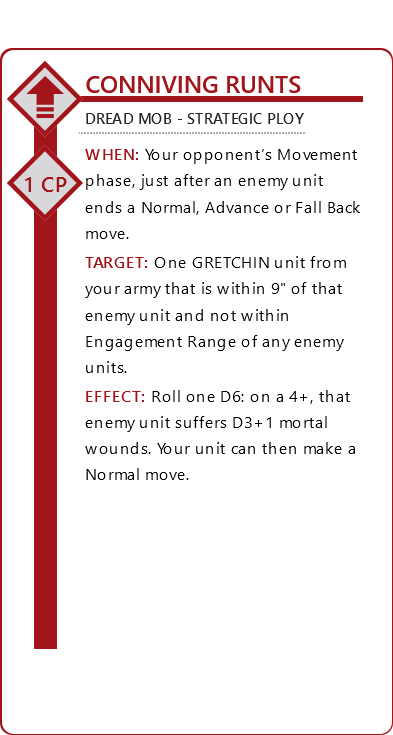 CONNIVING RUNTS
DREAD MOB - STRATEGIC PLOY
WHEN: Your opponent's Movement
phase, just after an enemy unit
ends a Normal, Advance or Fall Back
move.
1 CP
TARGET: One GRETCHIN unit from
your army that is within 9" of that
enemy unit and not within
Engagement Range of any enemy
units.
EFFECT: Roll one D6: on a 4+, that
enemy unit suffers D3+1 mortal
wounds. Your unit can then make a
Normal move.